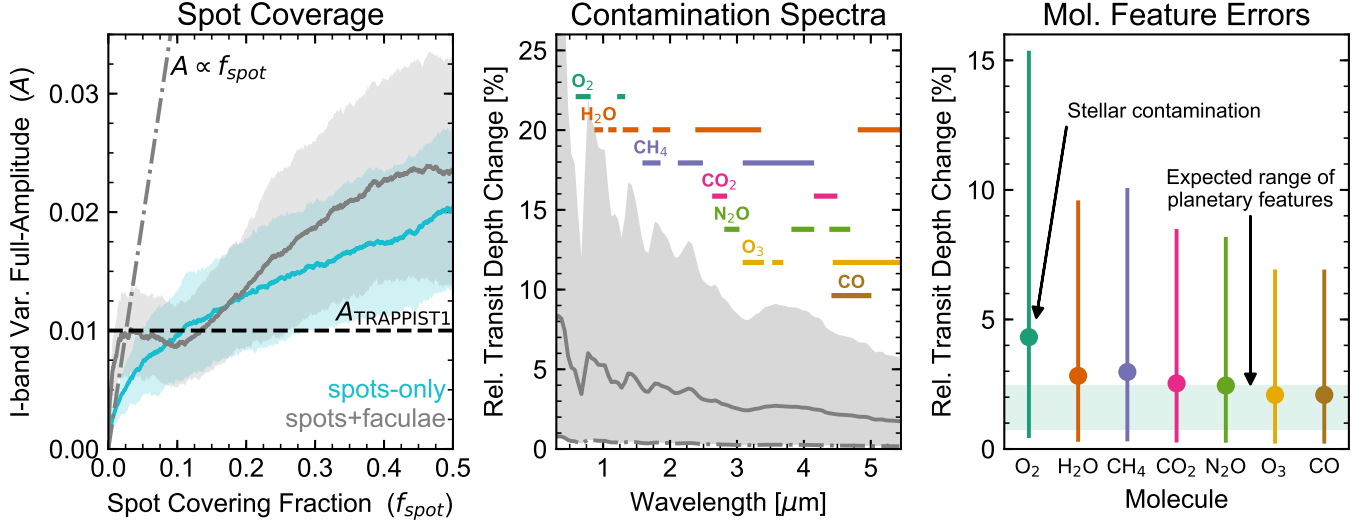 Spot Coverage
I-band Var. Full-Amplitude (A)
0.03
0.02
0.01
0.00
A ∝ f_spot
A_TRAPPIST1
spots-only
spots+faculae
0.0 0.1 0.2 0.3 0.4 0.5
Spot Covering Fraction (f_spot)
Contamination Spectra
Rel. Transit Depth Change [%]
25
20
15
10
5
0
O₂
H₂O
CH₄
CO₂
N₂O
O₃
CO
1 2 3 4 5
Wavelength [μm]
Mol. Feature Errors
Rel. Transit Depth Change [%]
15
10
5
0
Stellar contamination
Expected range of
planetary features
O₂ H₂O CH₄ CO₂ N₂O O₃ CO
Molecule